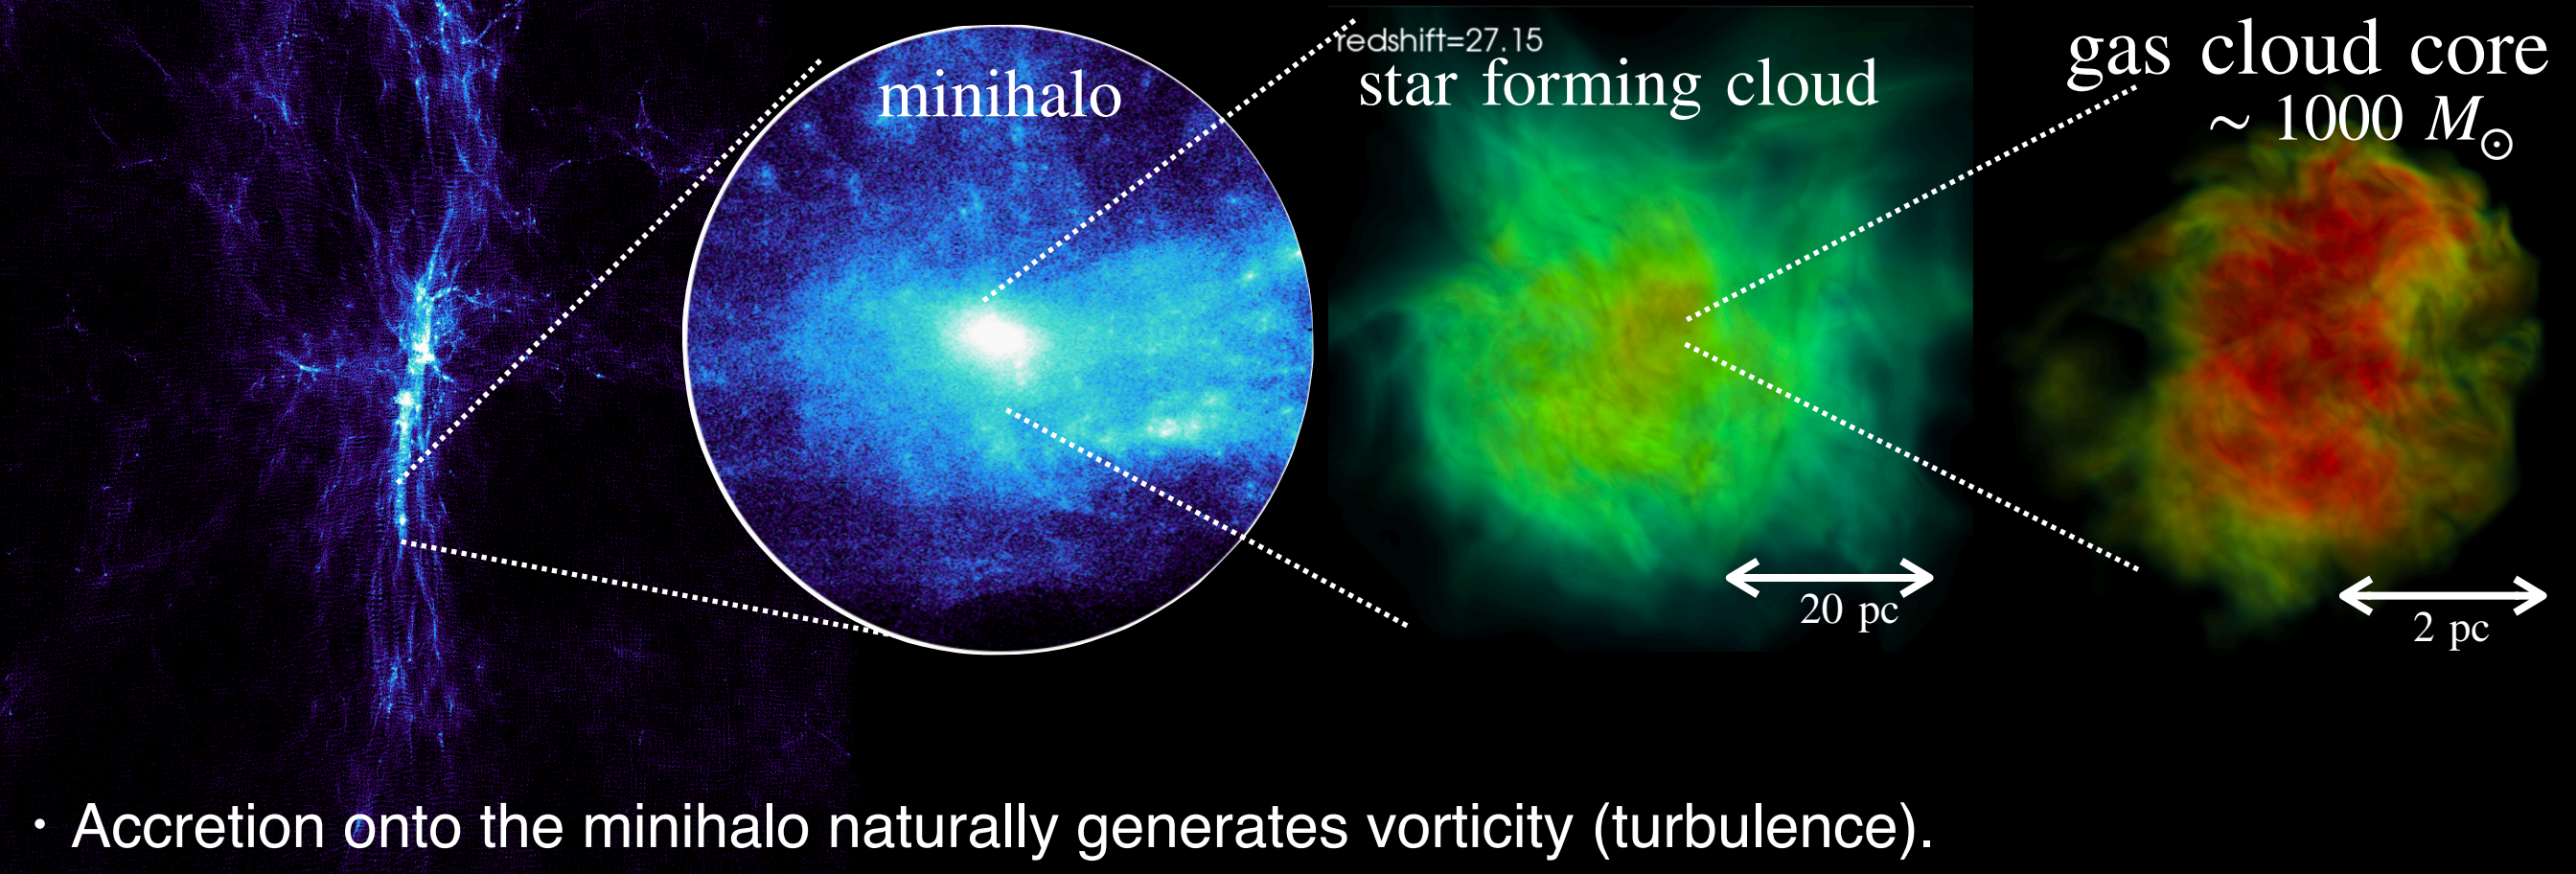 minihalo
redshift=27.15
star forming cloud
20 pc
gas cloud core
~ 1000 M☉
2 pc
· Accretion onto the minihalo naturally generates vorticity (turbulence).